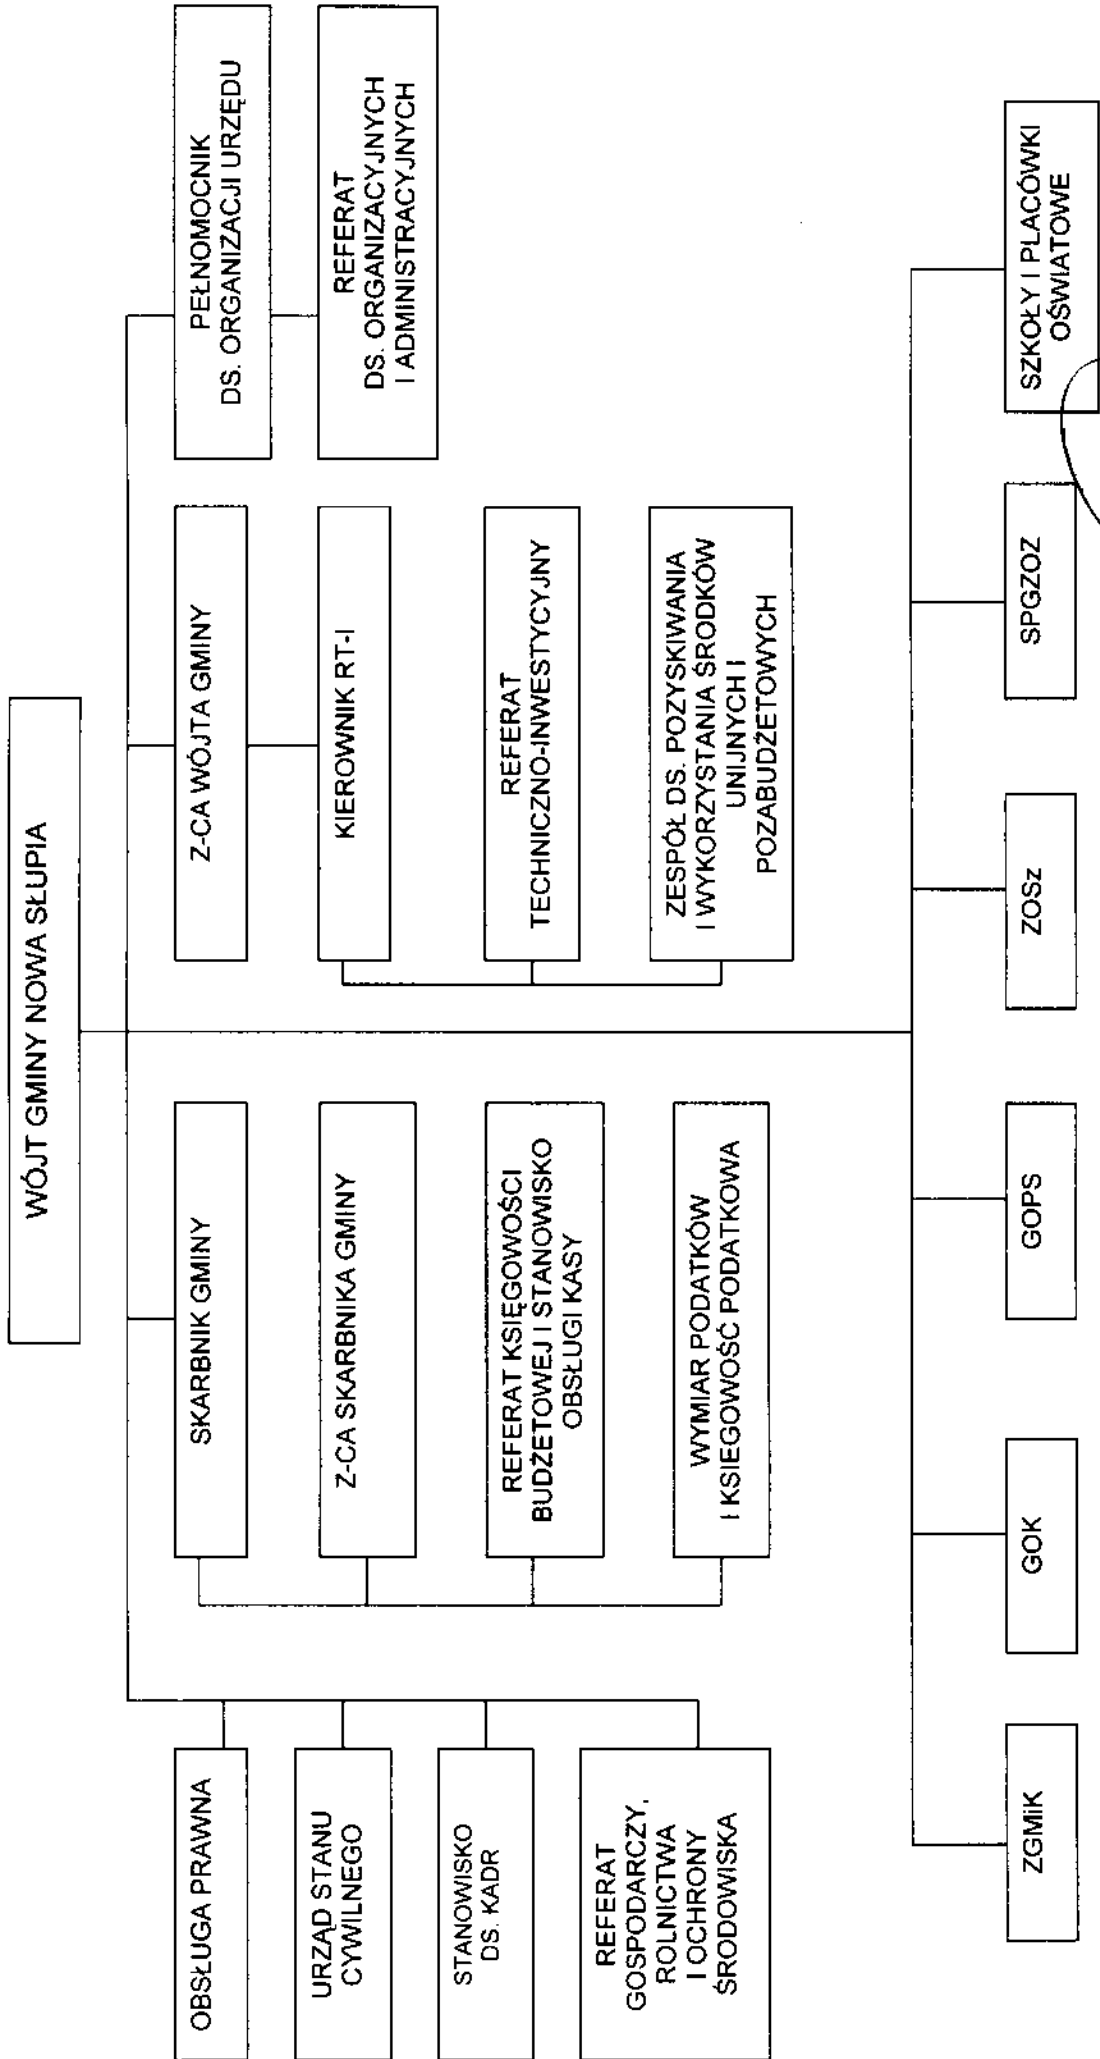 WÓJT GMINY NOWA SŁUPIA
OBSŁUGA PRAWNA
URZĄD STANU
CYWILNEGO
STANOWISKO
DS. KADR
REFERAT
GOSPODARCZY,
ROLNICTWA
I OCHRONY
ŚRODOWISKA
SKARBNIK GMINY
Z-CA SKARBNIKA GMINY
REFERAT KSIĘGOWOŚCI
BUDŻETOWEJ I STANOWISKO
OBSŁUGI KASY
WYMIAR PODATKÓW
I KSIEGOWOŚĆ PODATKOWA
Z-CA WÓJTA GMINY
KIEROWNIK RT-I
REFERAT
TECHNICZNO-INWESTYCYJNY
ZESPÓŁ DS. POZYSKIWANIA
I WYKORZYSTANIA ŚRODKÓW
UNIJNYCH I
POZABUDŻETOWYCH
PEŁNOMOCNIK
DS. ORGANIZACJI URZĘDU
REFERAT
DS. ORGANIZACYJNYCH
I ADMINISTRACYJNYCH
ZGMiK
GOK
GOPS
ZOSz
SPGZOZ
SZKOŁY I PLACÓWKI
OŚWIATOWE